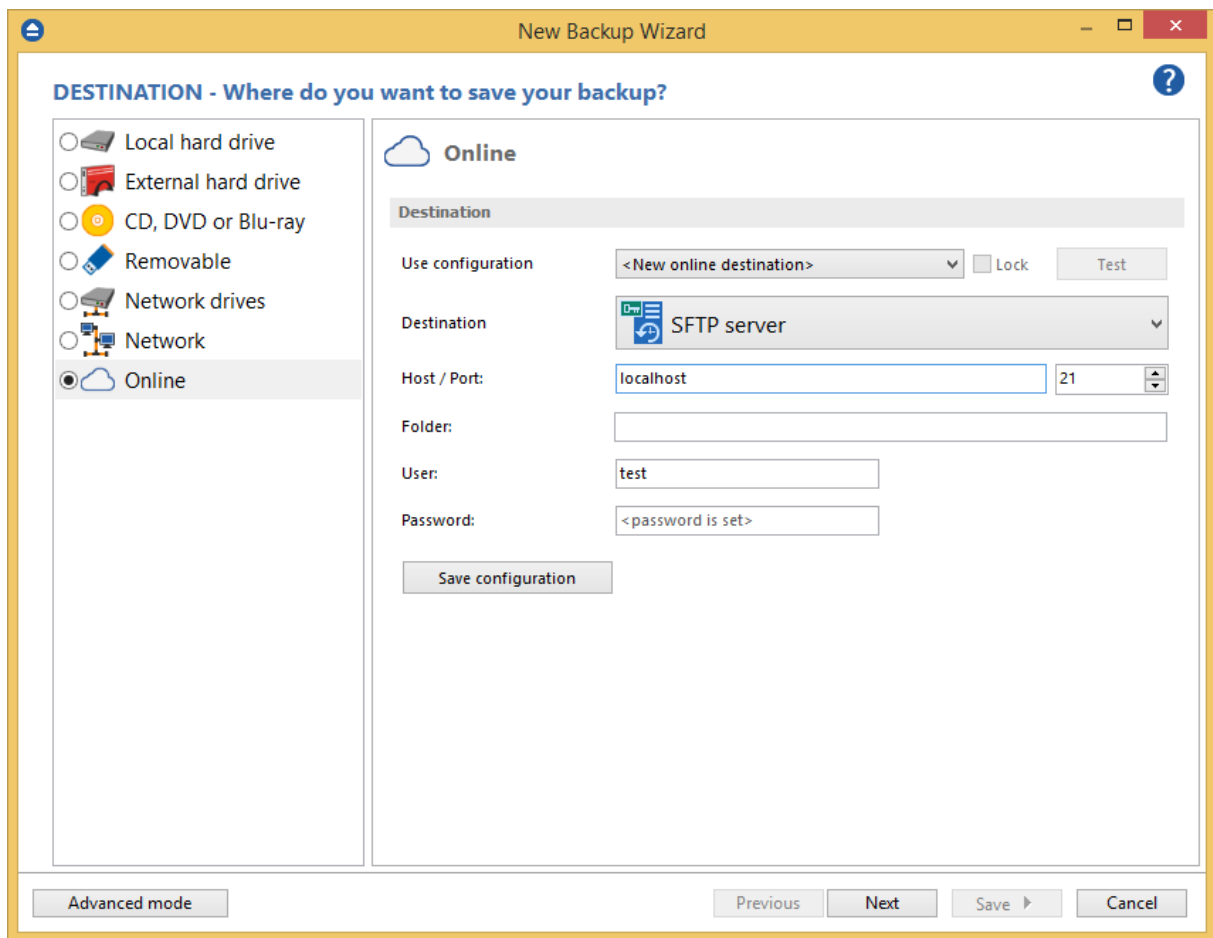 New Backup Wizard
DESTINATION - Where do you want to save your backup?
?
Local hard drive
External hard drive
CD, DVD or Blu-ray
Removable
Network drives
Network
Online
Online
Destination
Use configuration <New online destination> Lock Test
Destination SFTP server
Host / Port: localhost 21
Folder:
User: test
Password: <password is set>
Save configuration
Advanced mode Previous Next Save Cancel